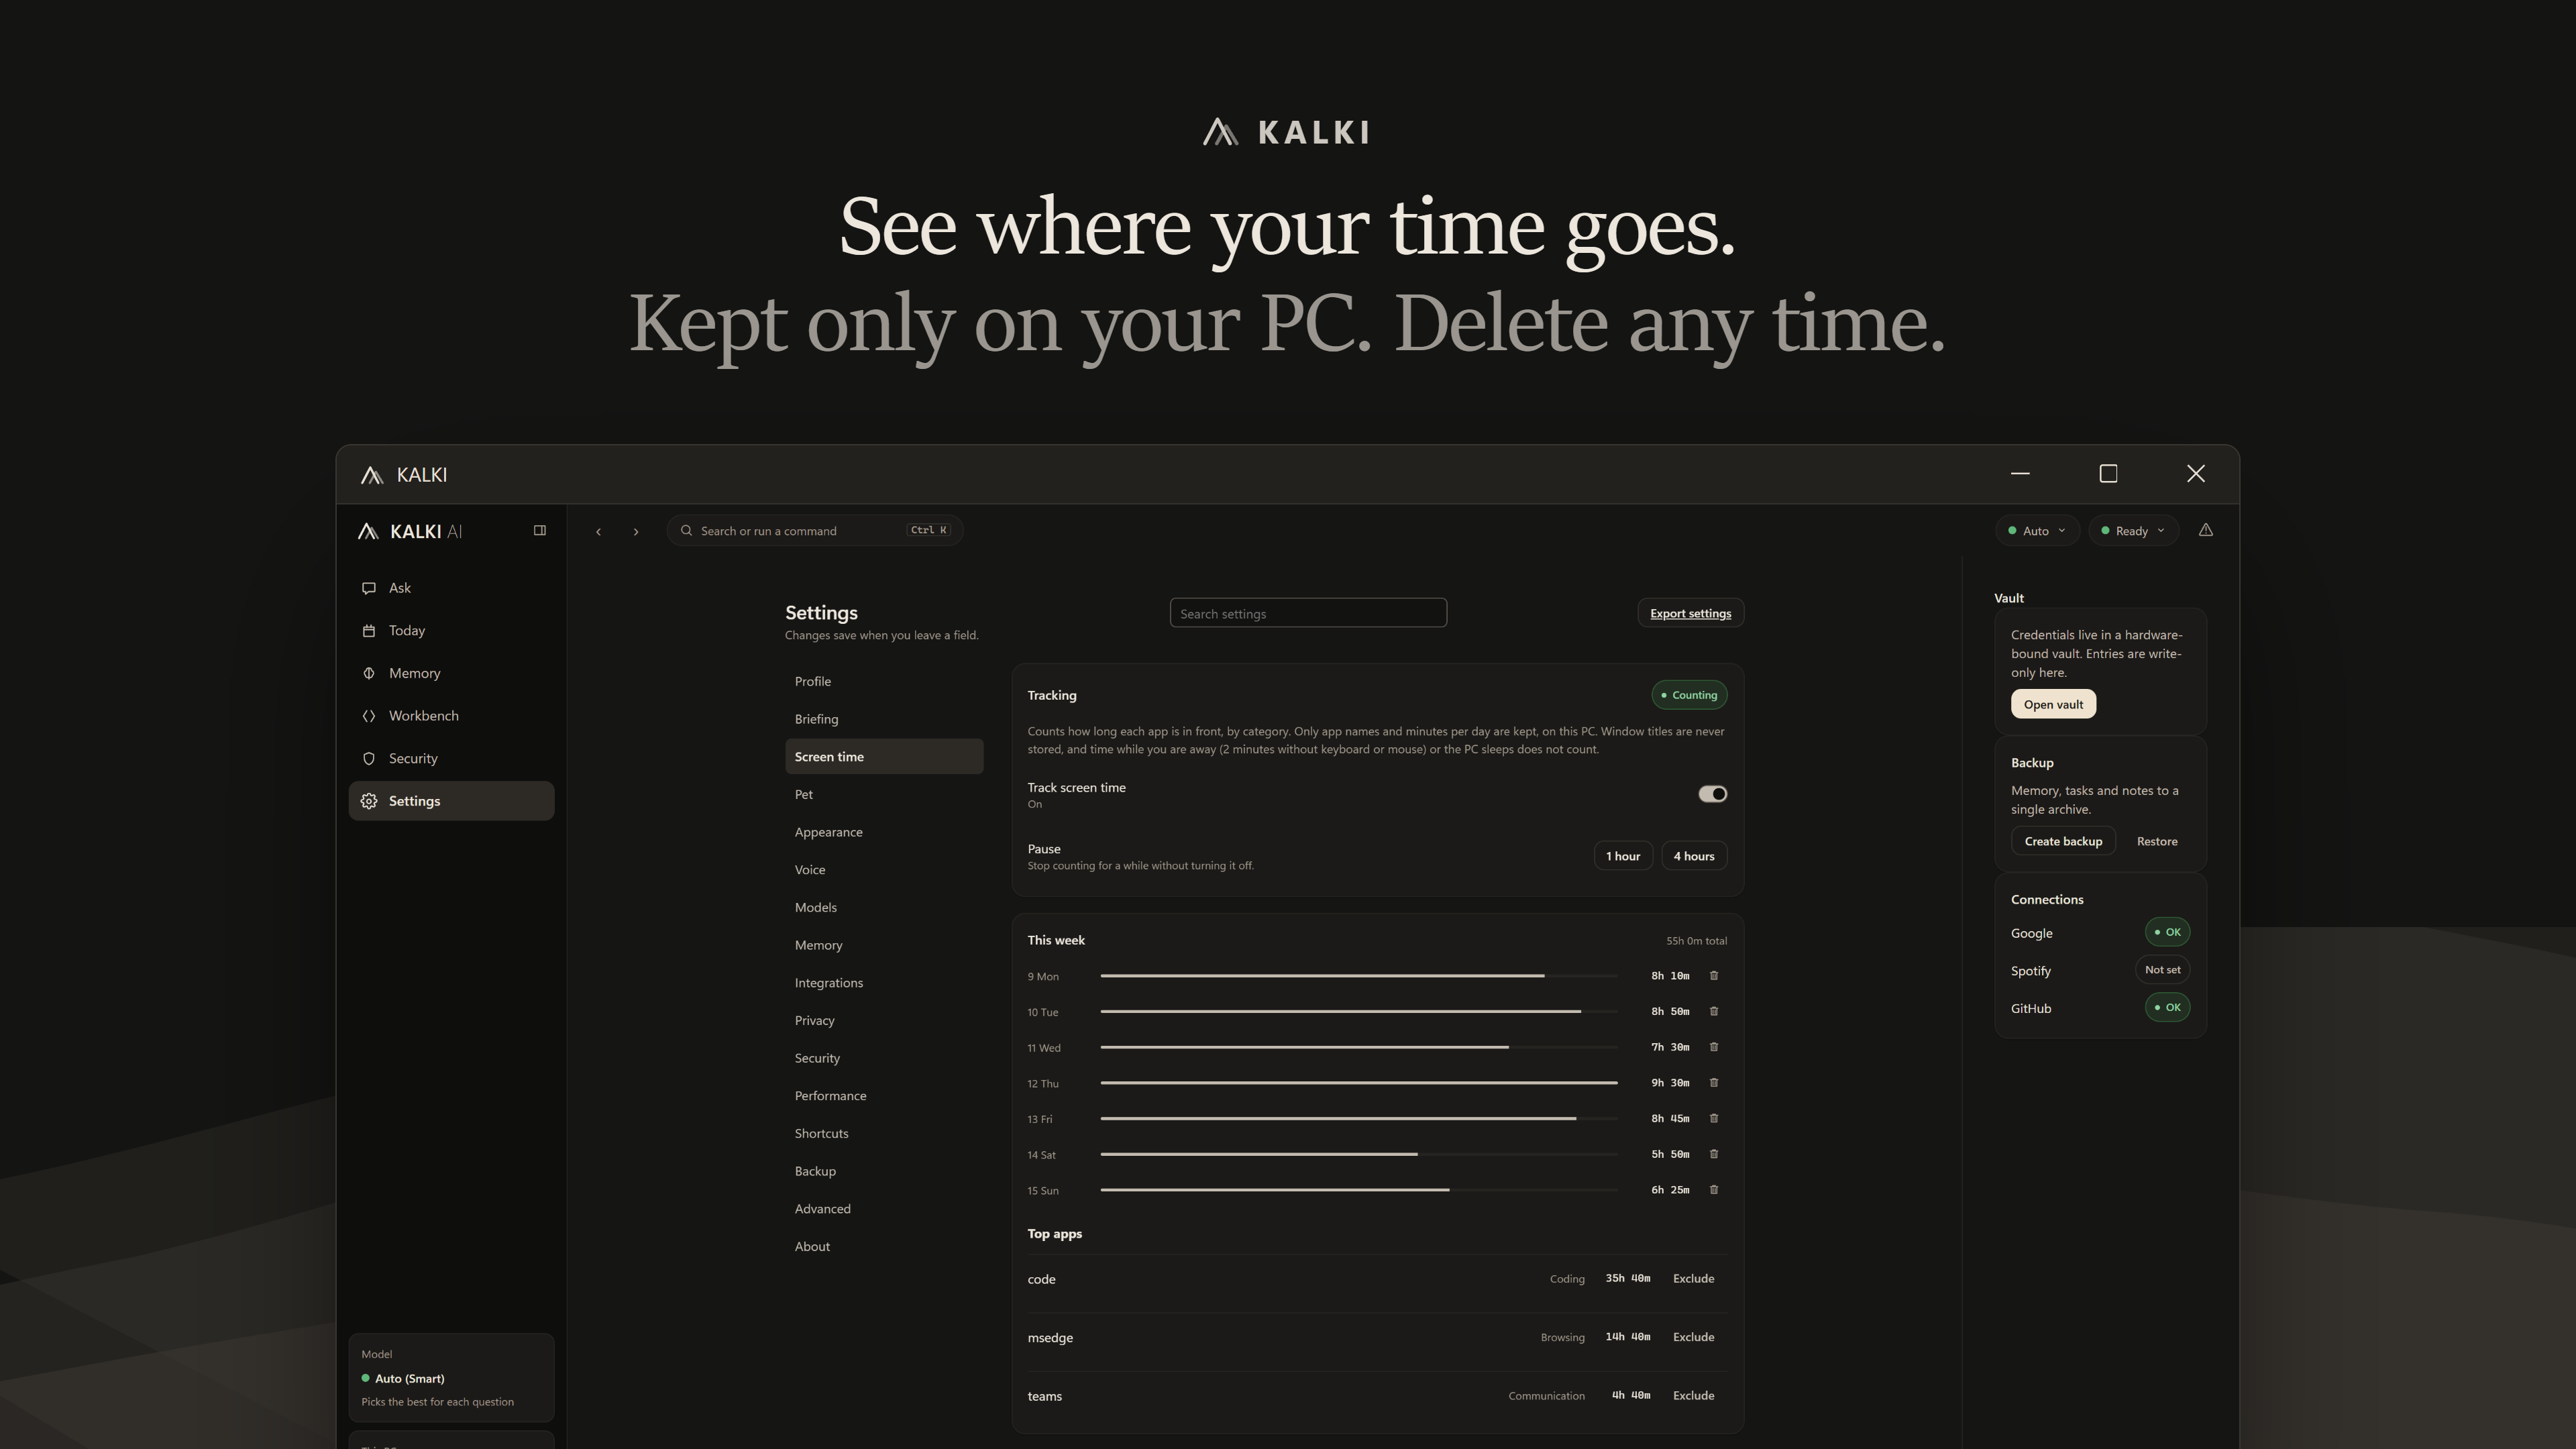 KALKI
See where your time goes.
Kept only on your PC. Delete any time.
KALKI
KALKI AI
Search or run a command
Ctrl K
Auto
Ready
Ask
Today
Memory
Workbench
Security
Settings
Model
Auto (Smart)
Picks the best for each question
Settings
Changes save when you leave a field.
Search settings
Export settings
Profile
Briefing
Screen time
Pet
Appearance
Voice
Models
Memory
Integrations
Privacy
Security
Performance
Shortcuts
Backup
Advanced
About
Tracking
Counting
Counts how long each app is in front, by category. Only app names and minutes per day are kept, on this PC. Window titles are never
stored, and time while you are away (2 minutes without keyboard or mouse) or the PC sleeps does not count.
Track screen time
On
Pause
Stop counting for a while without turning it off.
1 hour
4 hours
This week
55h 0m total
9 Mon 8h 10m
10 Tue 8h 50m
11 Wed 7h 30m
12 Thu 9h 30m
13 Fri 8h 45m
14 Sat 5h 50m
15 Sun 6h 25m
Top apps
code Coding 35h 40m Exclude
msedge Browsing 14h 40m Exclude
teams Communication 4h 40m Exclude
Vault
Credentials live in a hardware-
bound vault. Entries are write-
only here.
Open vault
Backup
Memory, tasks and notes to a
single archive.
Create backup
Restore
Connections
Google OK
Spotify Not set
GitHub OK